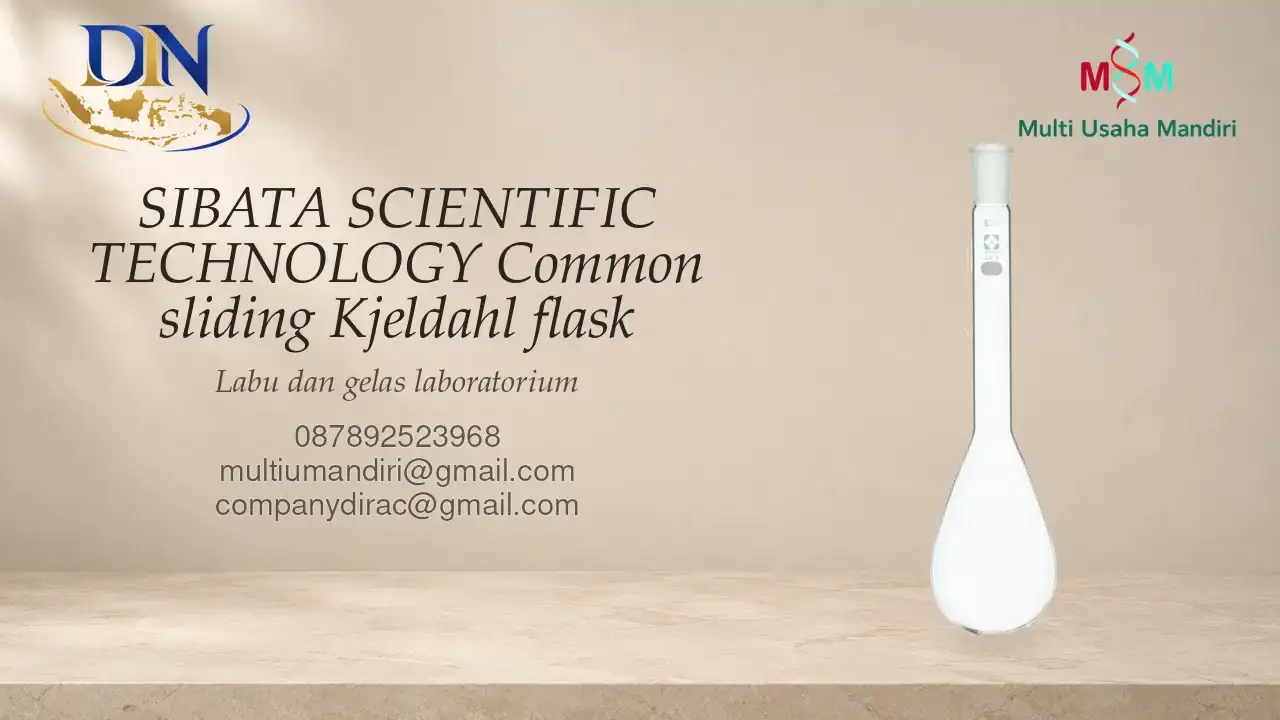 DIN
M M
Multi Usaha Mandiri
SIBATA SCIENTIFIC
TECHNOLOGY Common
sliding Kjeldahl flask
Labu dan gelas laboratorium
087892523968
multiumandiri@gmail.com
companydirac@gmail.com